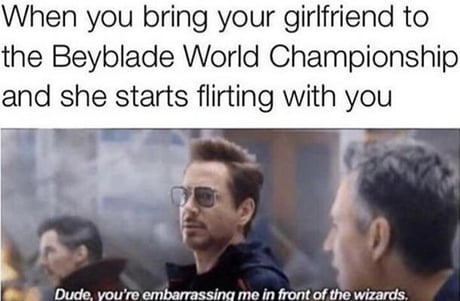 When you bring your girlfriend to
the Beyblade World Championship
and she starts flirting with you
Dude, you're embarrassing me in front of the wizards.